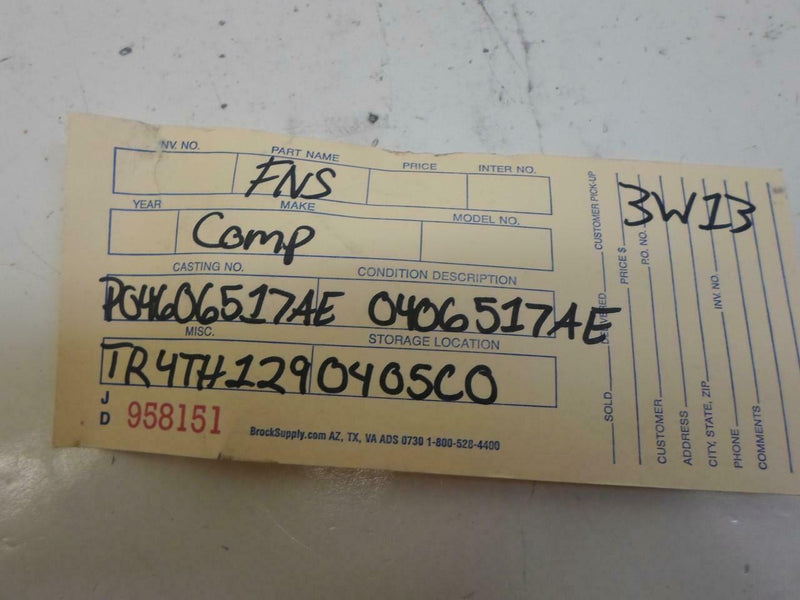 INV. NO. PART NAME PRICE INTER NO.
FNS
YEAR MAKE MODEL NO.
Comp
CASTING NO. CONDITION DESCRIPTION
P04606517AE 0406517AE
MISC. STORAGE LOCATION
TR4TH1290405C0
J
D 958151
BrockSupply.com AZ, TX, VA ADS 0730 1-800-528-4400
SOLD DELIVERED CUSTOMER PICK-UP
PRICE $
CUSTOMER P.O. NO.
ADDRESS
CITY, STATE, ZIP INV. NO.
PHONE
COMMENTS
3W13